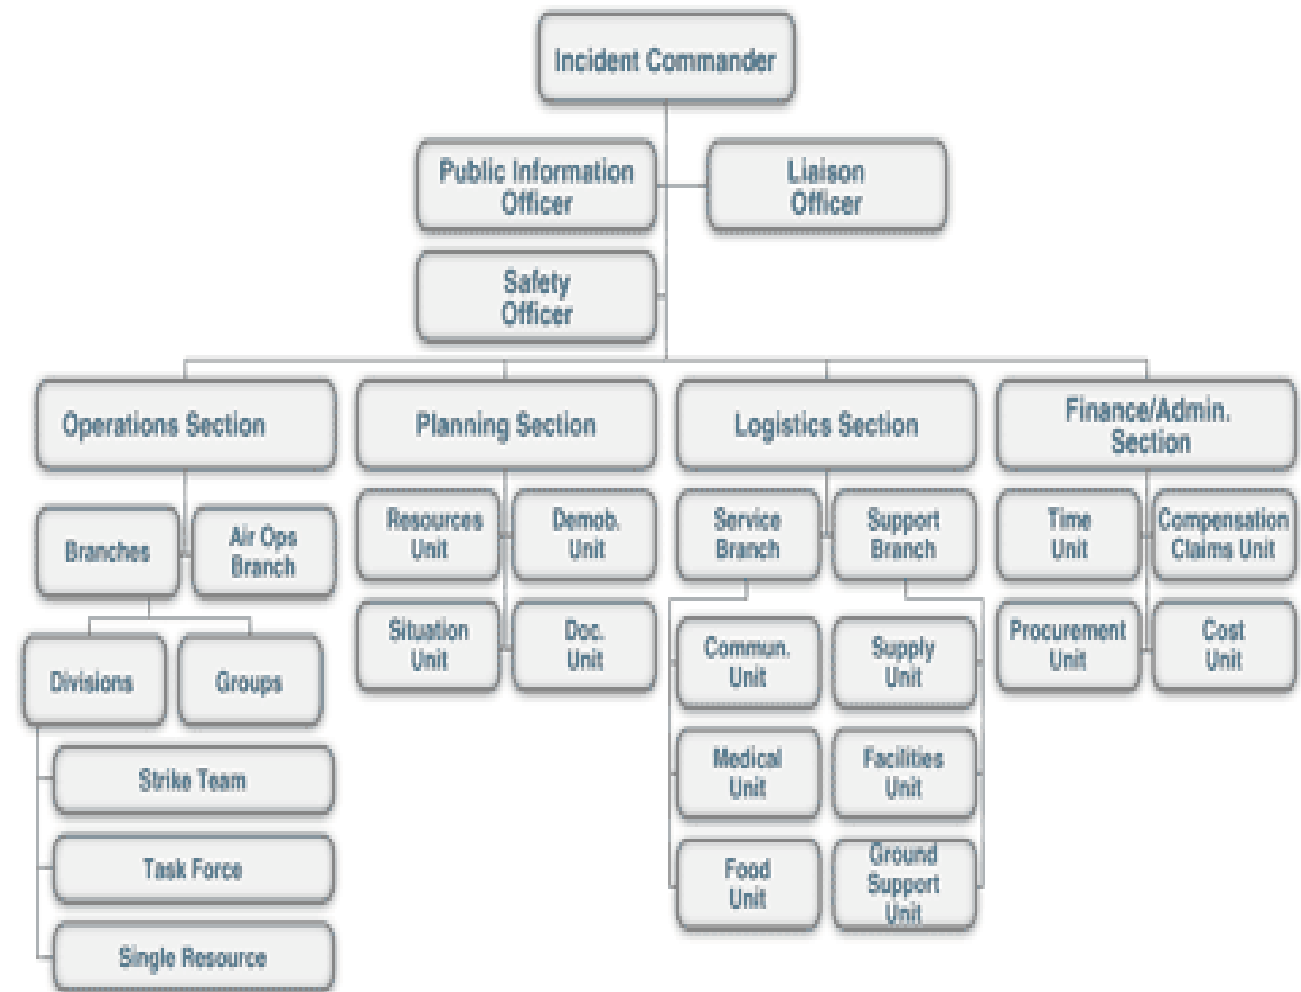 Incident Commander
Public Information
Officer
Liaison
Officer
Safety
Officer
Operations Section
Planning Section
Logistics Section
Finance/Admin.
Section
Branches
Air Ops
Branch
Resources
Unit
Demob.
Unit
Service
Branch
Support
Branch
Time
Unit
Compensation
Claims Unit
Situation
Unit
Doc.
Unit
Commun.
Unit
Supply
Unit
Procurement
Unit
Cost
Unit
Divisions
Groups
Strike Team
Medical
Unit
Facilities
Unit
Task Force
Food
Unit
Ground
Support
Unit
Single Resource